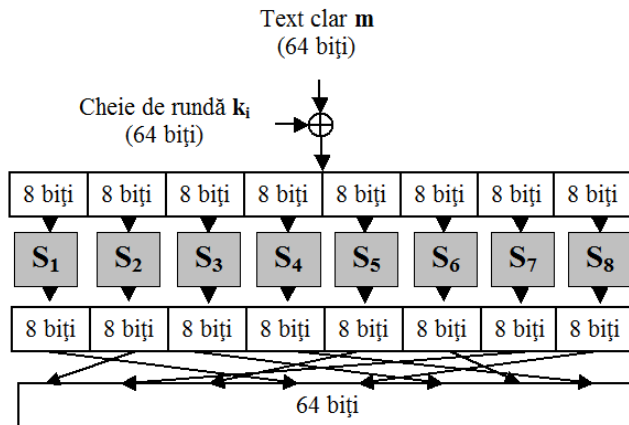 Text clar m
(64 biţi)
Cheie de rundă ki
(64 biţi)
8 biţi 8 biţi 8 biţi 8 biţi 8 biţi 8 biţi 8 biţi 8 biţi
S1 S2 S3 S4 S5 S6 S7 S8
8 biţi 8 biţi 8 biţi 8 biţi 8 biţi 8 biţi 8 biţi 8 biţi
64 biţi